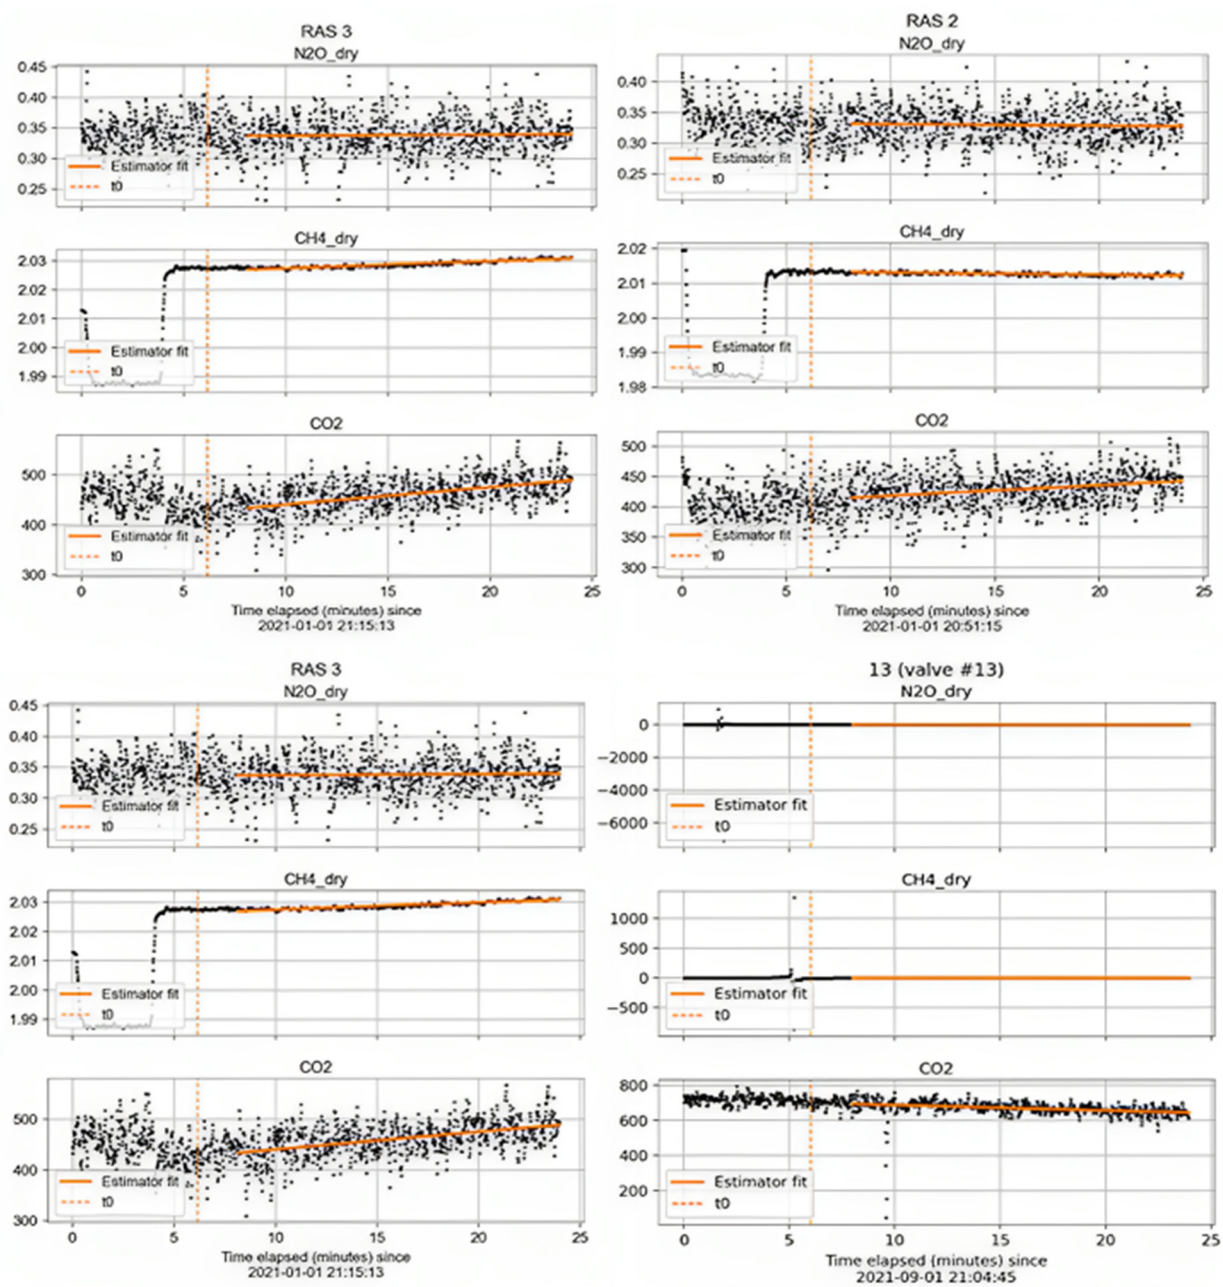 RAS 3
N2O_dry
0.45
0.40
0.35
0.30
0.25
Estimator fit
t0
CH4_dry
2.03
2.02
2.01
2.00
1.99
Estimator fit
t0
CO2
500
400
300
Estimator fit
t0
0 5 10 15 20 25
Time elapsed (minutes) since
2021-01-01 21:15:13
RAS 2
N2O_dry
0.40
0.35
0.30
0.25
Estimator fit
t0
CH4_dry
2.02
2.01
2.00
1.99
1.98
Estimator fit
t0
CO2
500
450
400
350
300
Estimator fit
t0
0 5 10 15 20 25
Time elapsed (minutes) since
2021-01-01 20:51:15
RAS 3
N2O_dry
0.45
0.40
0.35
0.30
0.25
Estimator fit
t0
CH4_dry
2.03
2.02
2.01
2.00
1.99
Estimator fit
t0
CO2
500
400
300
Estimator fit
t0
0 5 10 15 20 25
Time elapsed (minutes) since
2021-01-01 21:15:13
13 (valve #13)
N2O_dry
0
−2000
−4000
−6000
Estimator fit
t0
CH4_dry
1000
500
0
−500
Estimator fit
t0
CO2
800
600
400
200
Estimator fit
t0
0 5 10 15 20 25
Time elapsed (minutes) since
2021-09-01 21:04:45